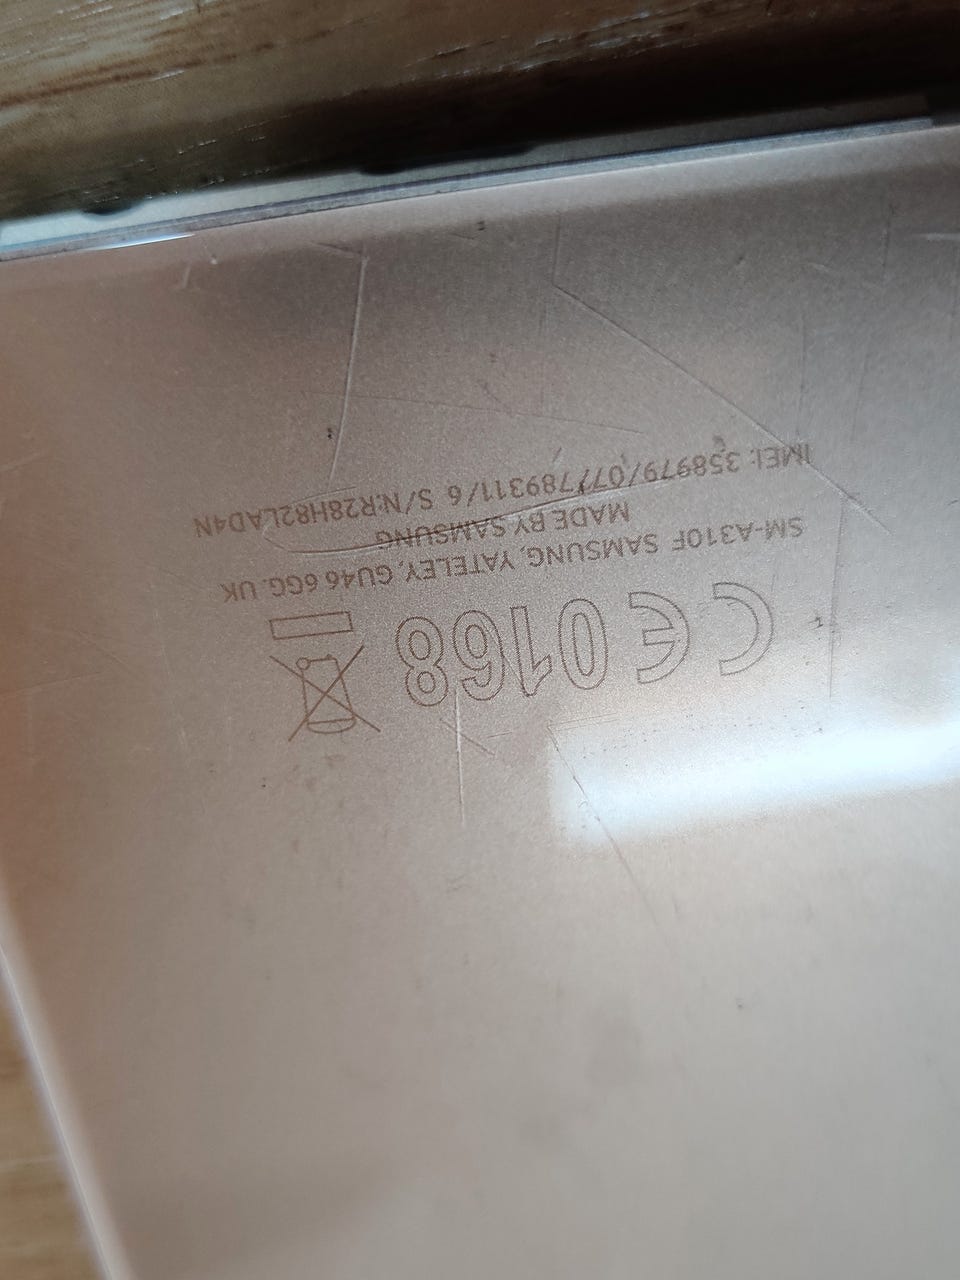 CE0168
SM-A310F SAMSUNG, YATELEY, GU46 6GG. UK
MADE BY SAMSUNG
IMEI: 358979/07/789311/6 S/N:R28H82LAD4N